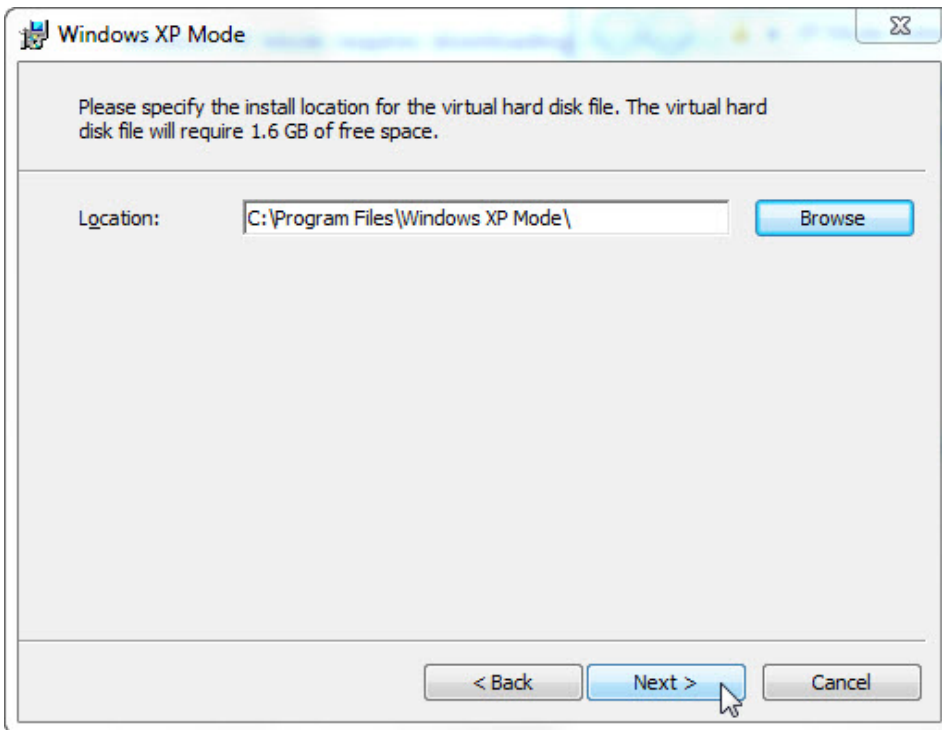 Windows XP Mode
Please specify the install location for the virtual hard disk file. The virtual hard
disk file will require 1.6 GB of free space.
Location: C:\Program Files\Windows XP Mode\ Browse
< Back Next > Cancel